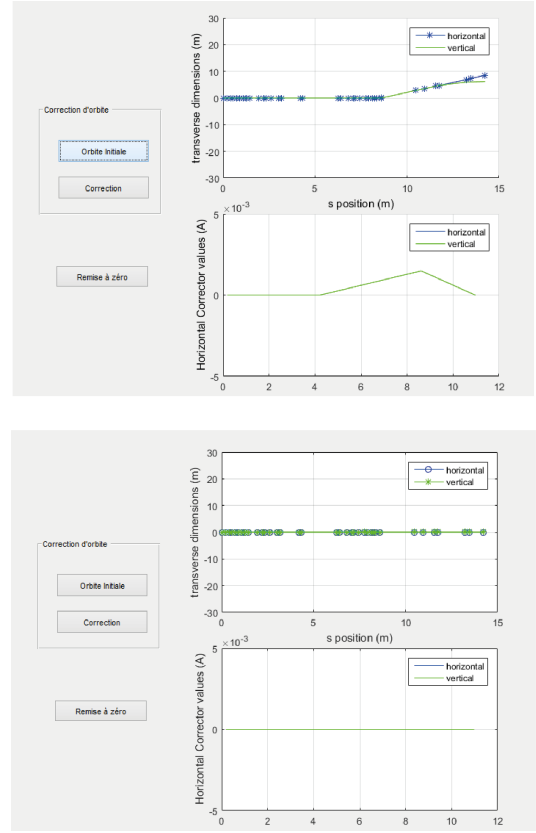 Correction d'orbite
Orbite Initiale
Correction
Remise à zéro
transverse dimensions (m)
30
20
10
0
-10
-20
-30
horizontal
vertical
0 5 10 15
s position (m)
× 10-3
Horizontal Corrector values (A)
5
0
-5
horizontal
vertical
0 2 4 6 8 10 12
Correction d'orbite
Orbite Initiale
Correction
Remise à zéro
transverse dimensions (m)
30
20
10
0
-10
-20
-30
horizontal
vertical
0 5 10 15
s position (m)
× 10-3
Horizontal Corrector values (A)
5
0
-5
horizontal
vertical
0 2 4 6 8 10 12